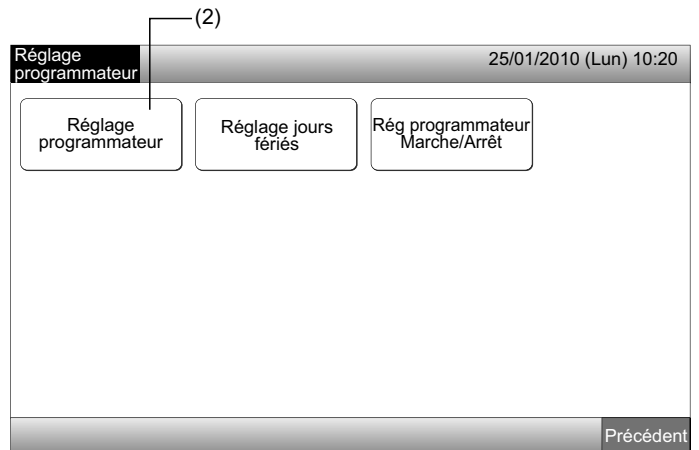 (2)
Réglage
programmateur
25/01/2010 (Lun) 10:20
Réglage
programmateur
Réglage jours
fériés
Rég programmateur
Marche/Arrêt
Précédent